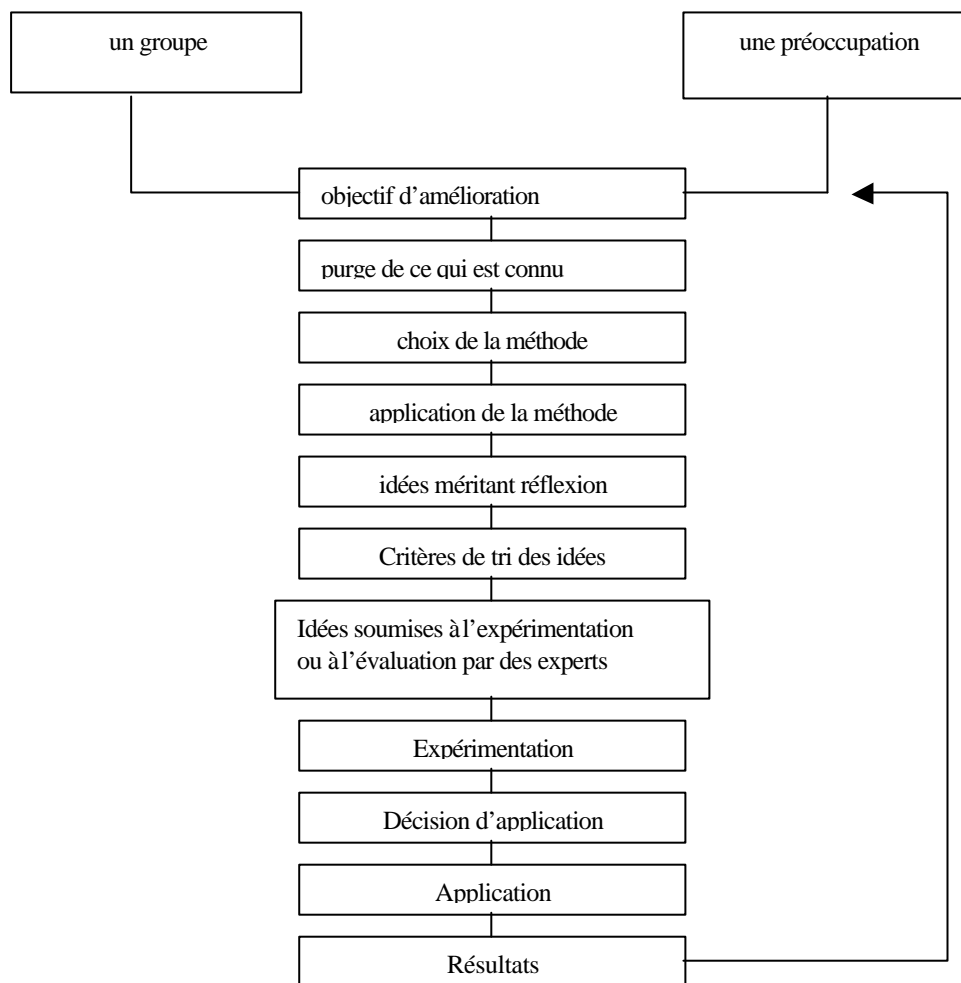 un groupe
une préoccupation
objectif d’amélioration
purge de ce qui est connu
choix de la méthode
application de la méthode
idées méritant réflexion
Critères de tri des idées
Idées soumises à l’expérimentation
ou à l’évaluation par des experts
Expérimentation
Décision d’application
Application
Résultats